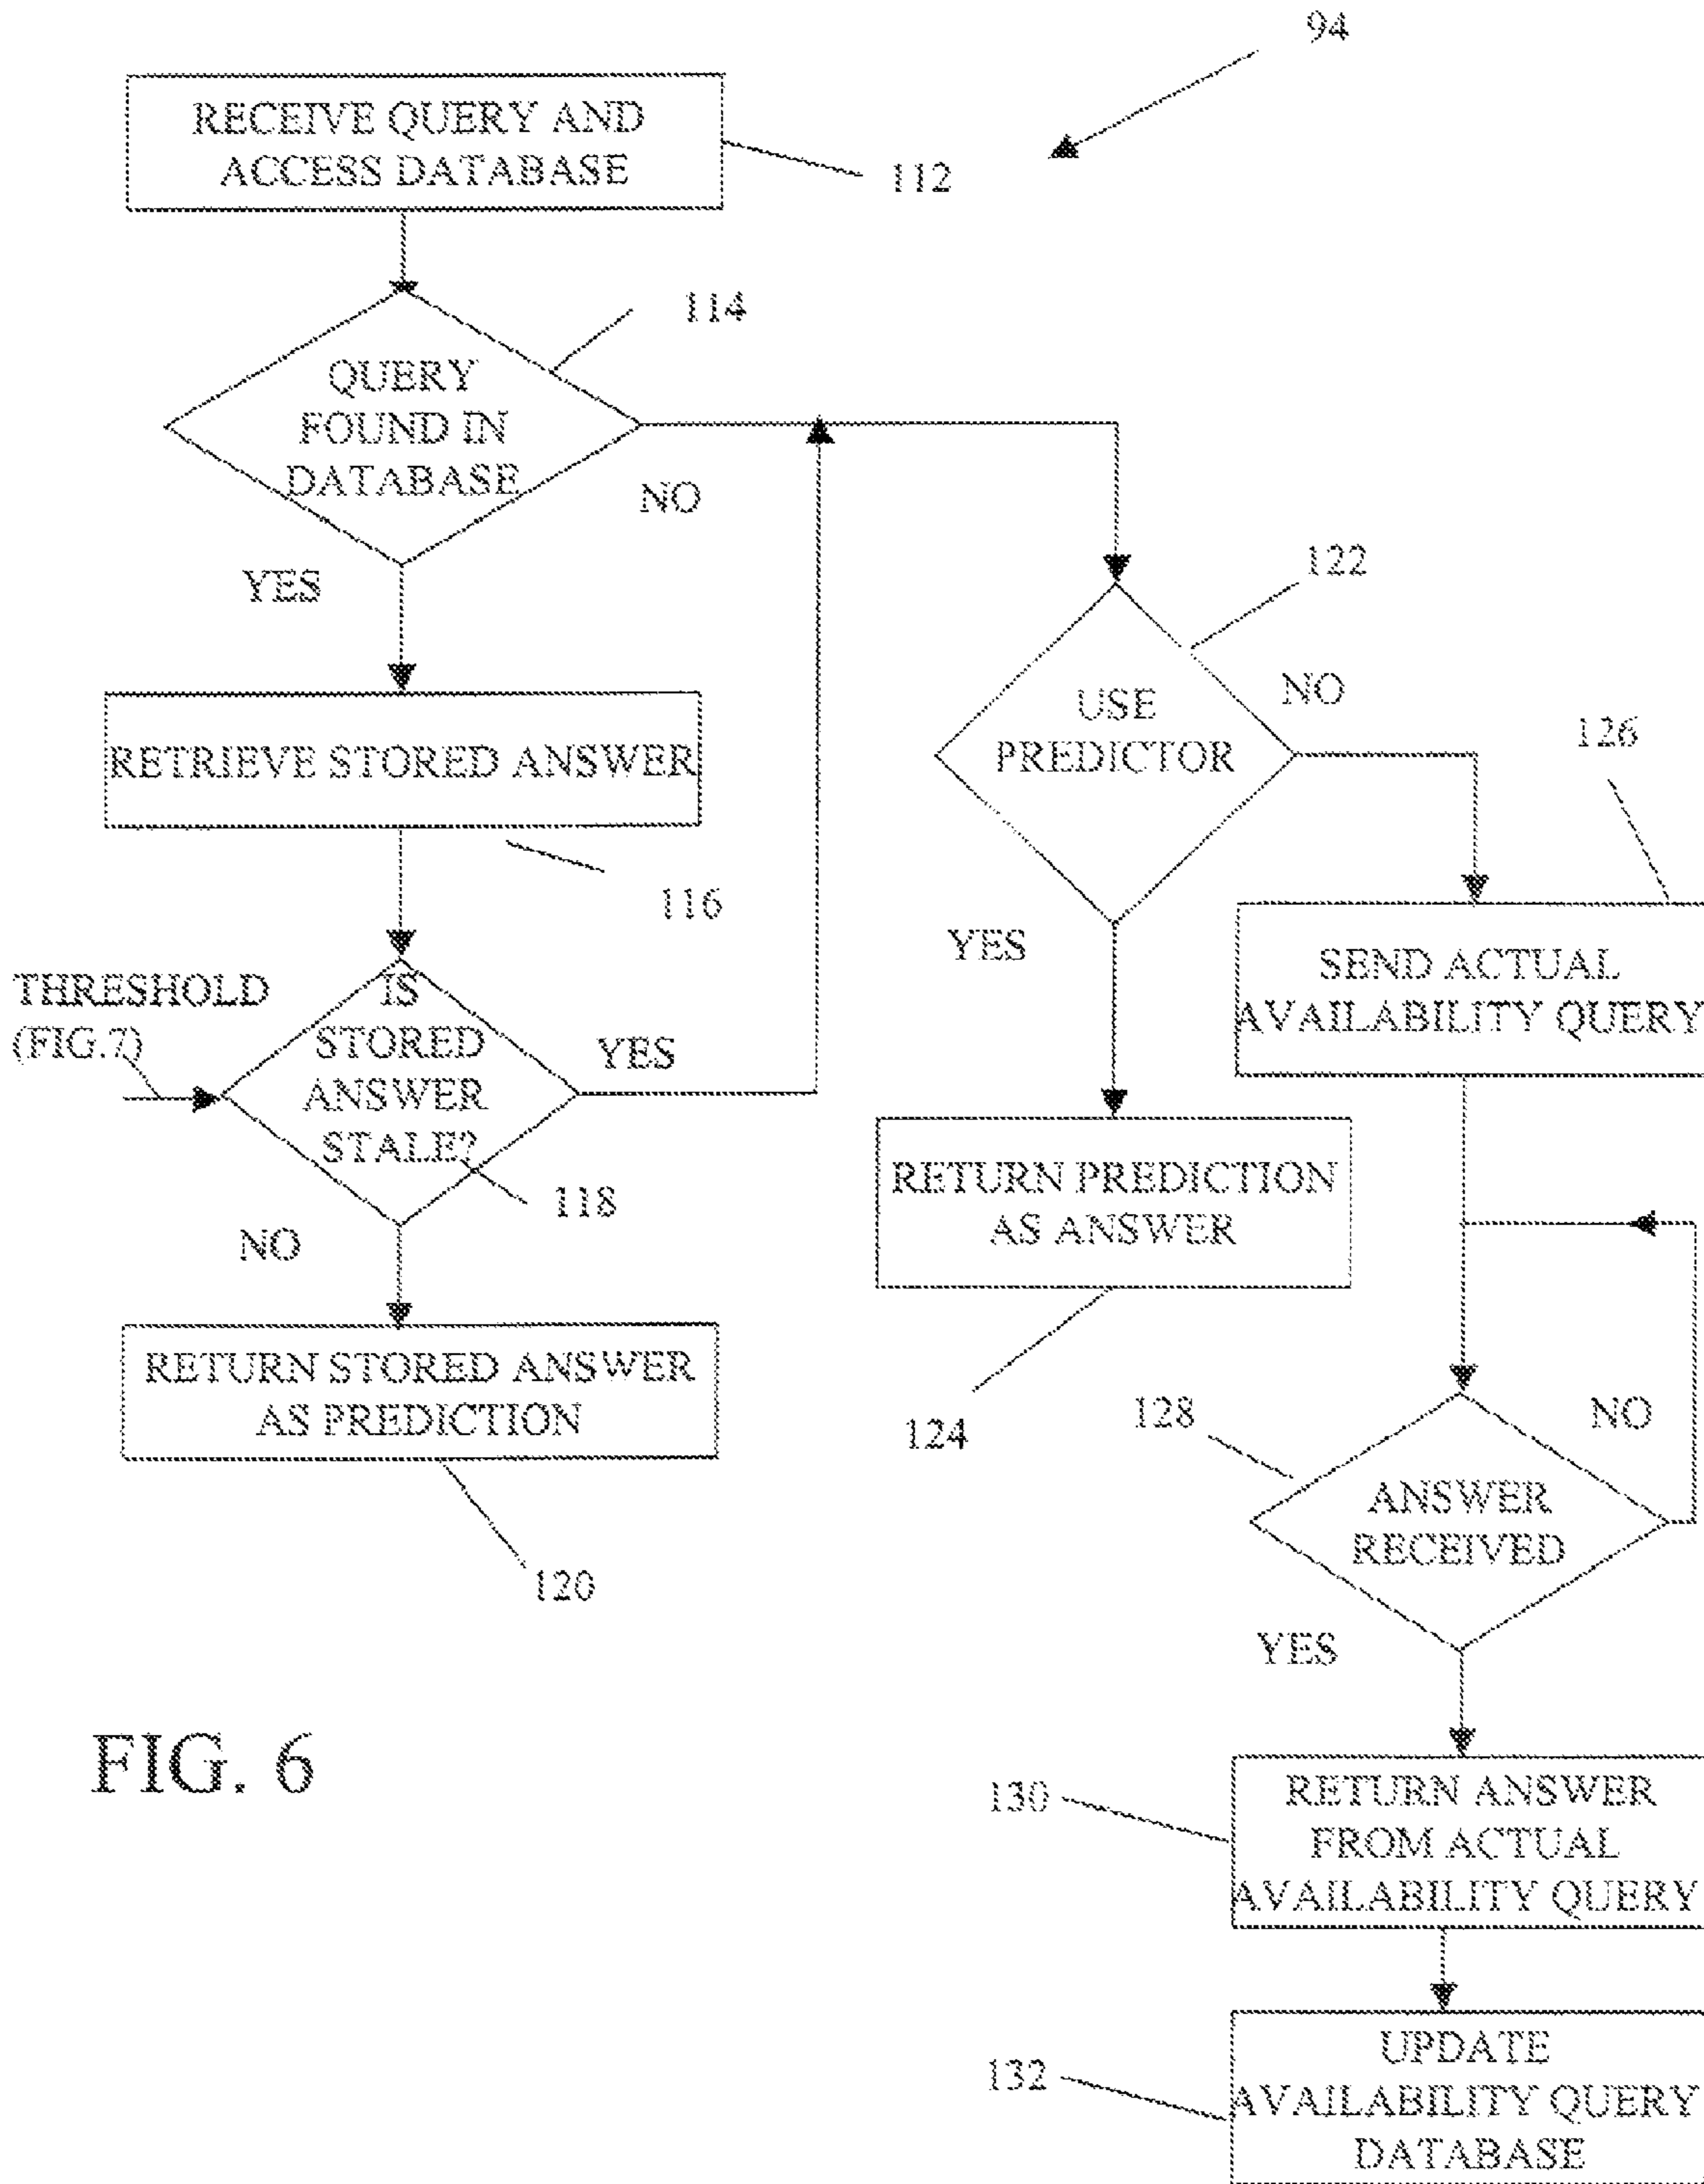 94
RECEIVE QUERY AND
ACCESS DATABASE
112
114
QUERY
FOUND IN
DATABASE
NO
YES
122
USE
PREDICTOR
NO
126
RETRIEVE STORED ANSWER
116
YES
SEND ACTUAL
AVAILABILITY QUERY
THRESHOLD
(FIG.7)
IS
STORED
ANSWER
STALE?
YES
118
NO
RETURN PREDICTION
AS ANSWER
124
RETURN STORED ANSWER
AS PREDICTION
120
128
NO
ANSWER
RECEIVED
YES
FIG. 6
130
RETURN ANSWER
FROM ACTUAL
AVAILABILITY QUERY
132
UPDATE
AVAILABILITY QUERY
DATABASE